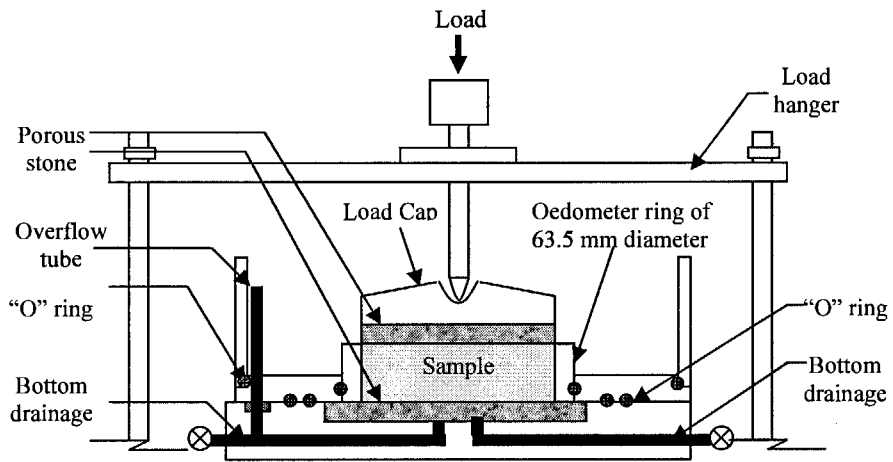 Load
Load
hanger
Porous
stone
Load Cap
Oedometer ring of
63.5 mm diameter
Overflow
tube
“O” ring
“O” ring
Sample
Bottom
drainage
Bottom
drainage